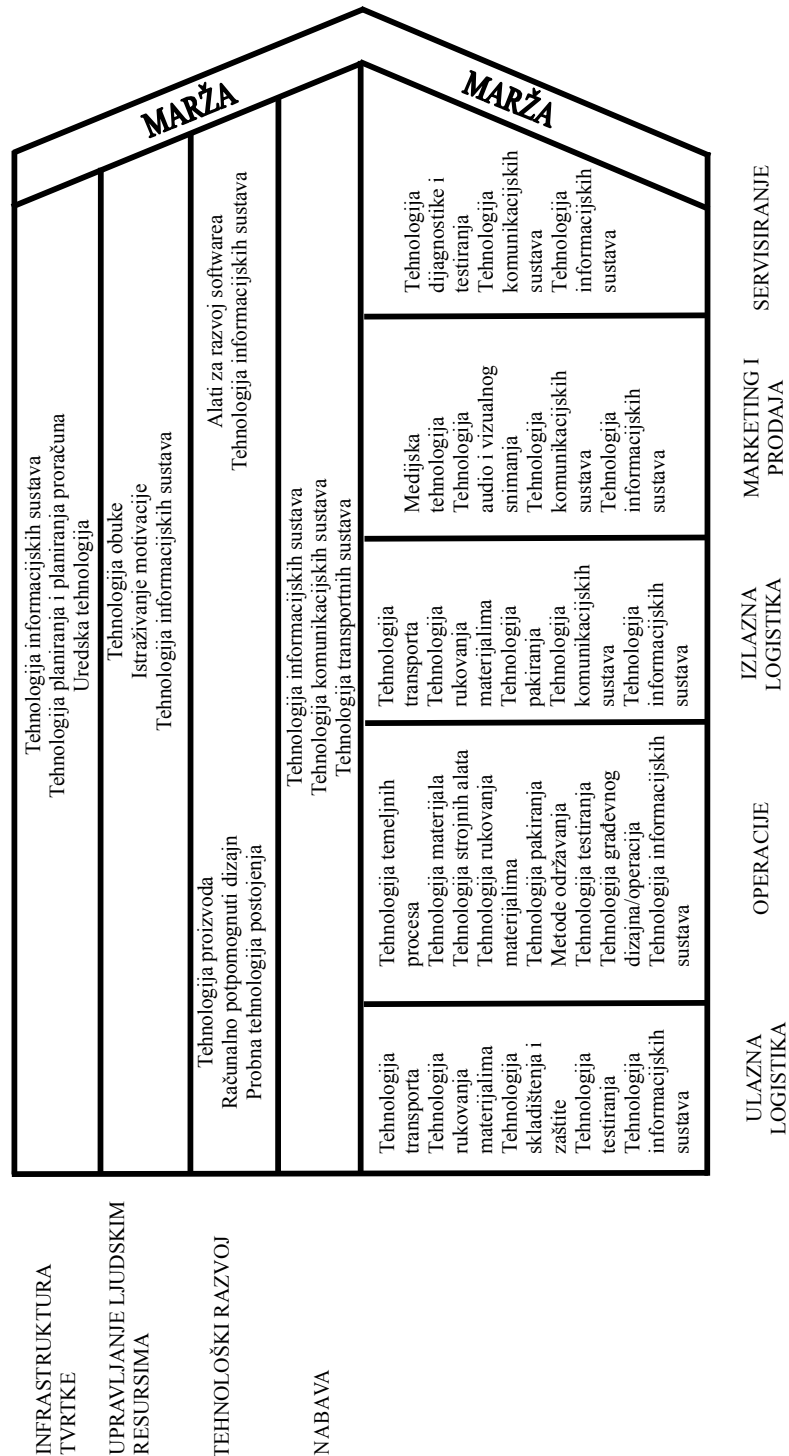 INFRASTRUKTURA
TVRTKE
Tehnologija informacijskih sustava
Tehnologija planiranja i planiranja proračuna
Uredska tehnologija
UPRAVLJANJE LJUDSKIM
RESURSIMA
Tehnologija obuke
Istraživanje motivacije
Tehnologija informacijskih sustava
TEHNOLOŠKI RAZVOJ
Tehnologija proizvoda
Računalno potpomognuti dizajn
Probna tehnologija postojenja
Alati za razvoj softwarea
Tehnologija informacijskih sustava
NABAVA
Tehnologija informacijskih sustava
Tehnologija komunikacijskih sustava
Tehnologija transportnih sustava
MARŽA
MARŽA
Tehnologija
transporta
Tehnologija
rukovanja
materijalima
Tehnologija
skladištenja i
zaštite
Tehnologija
testiranja
Tehnologija
informacijskih
sustava
Tehnologija temeljnih
procesa
Tehnologija materijala
Tehnologija strojnih alata
Tehnologija rukovanja
materijalima
Tehnologija pakiranja
Metode održavanja
Tehnologija testiranja
Tehnologija građevnog
dizajna/operacija
Tehnologija informacijskih
sustava
Tehnologija
transporta
Tehnologija
rukovanja
materijalima
Tehnologija
pakiranja
Tehnologija
komunikacijskih
sustava
Tehnologija
informacijskih
sustava
Medijska
tehnologija
Tehnologija
audio i vizualnog
snimanja
Tehnologija
komunikacijskih
sustava
Tehnologija
informacijskih
sustava
Tehnologija
dijagnostike i
testiranja
Tehnologija
komunikacijskih
sustava
Tehnologija
informacijskih
sustava
ULAZNA
LOGISTIKA
OPERACIJE
IZLAZNA
LOGISTIKA
MARKETING I
PRODAJA
SERVISIRANJE